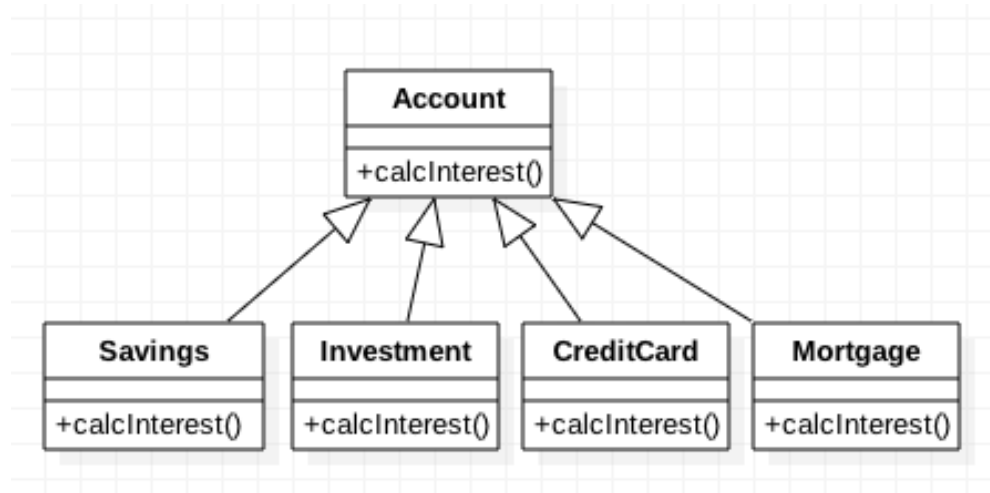 Account
+calcInterest()
Savings
Investment
CreditCard
Mortgage
+calcInterest()
+calcInterest()
+calcInterest()
+calcInterest()